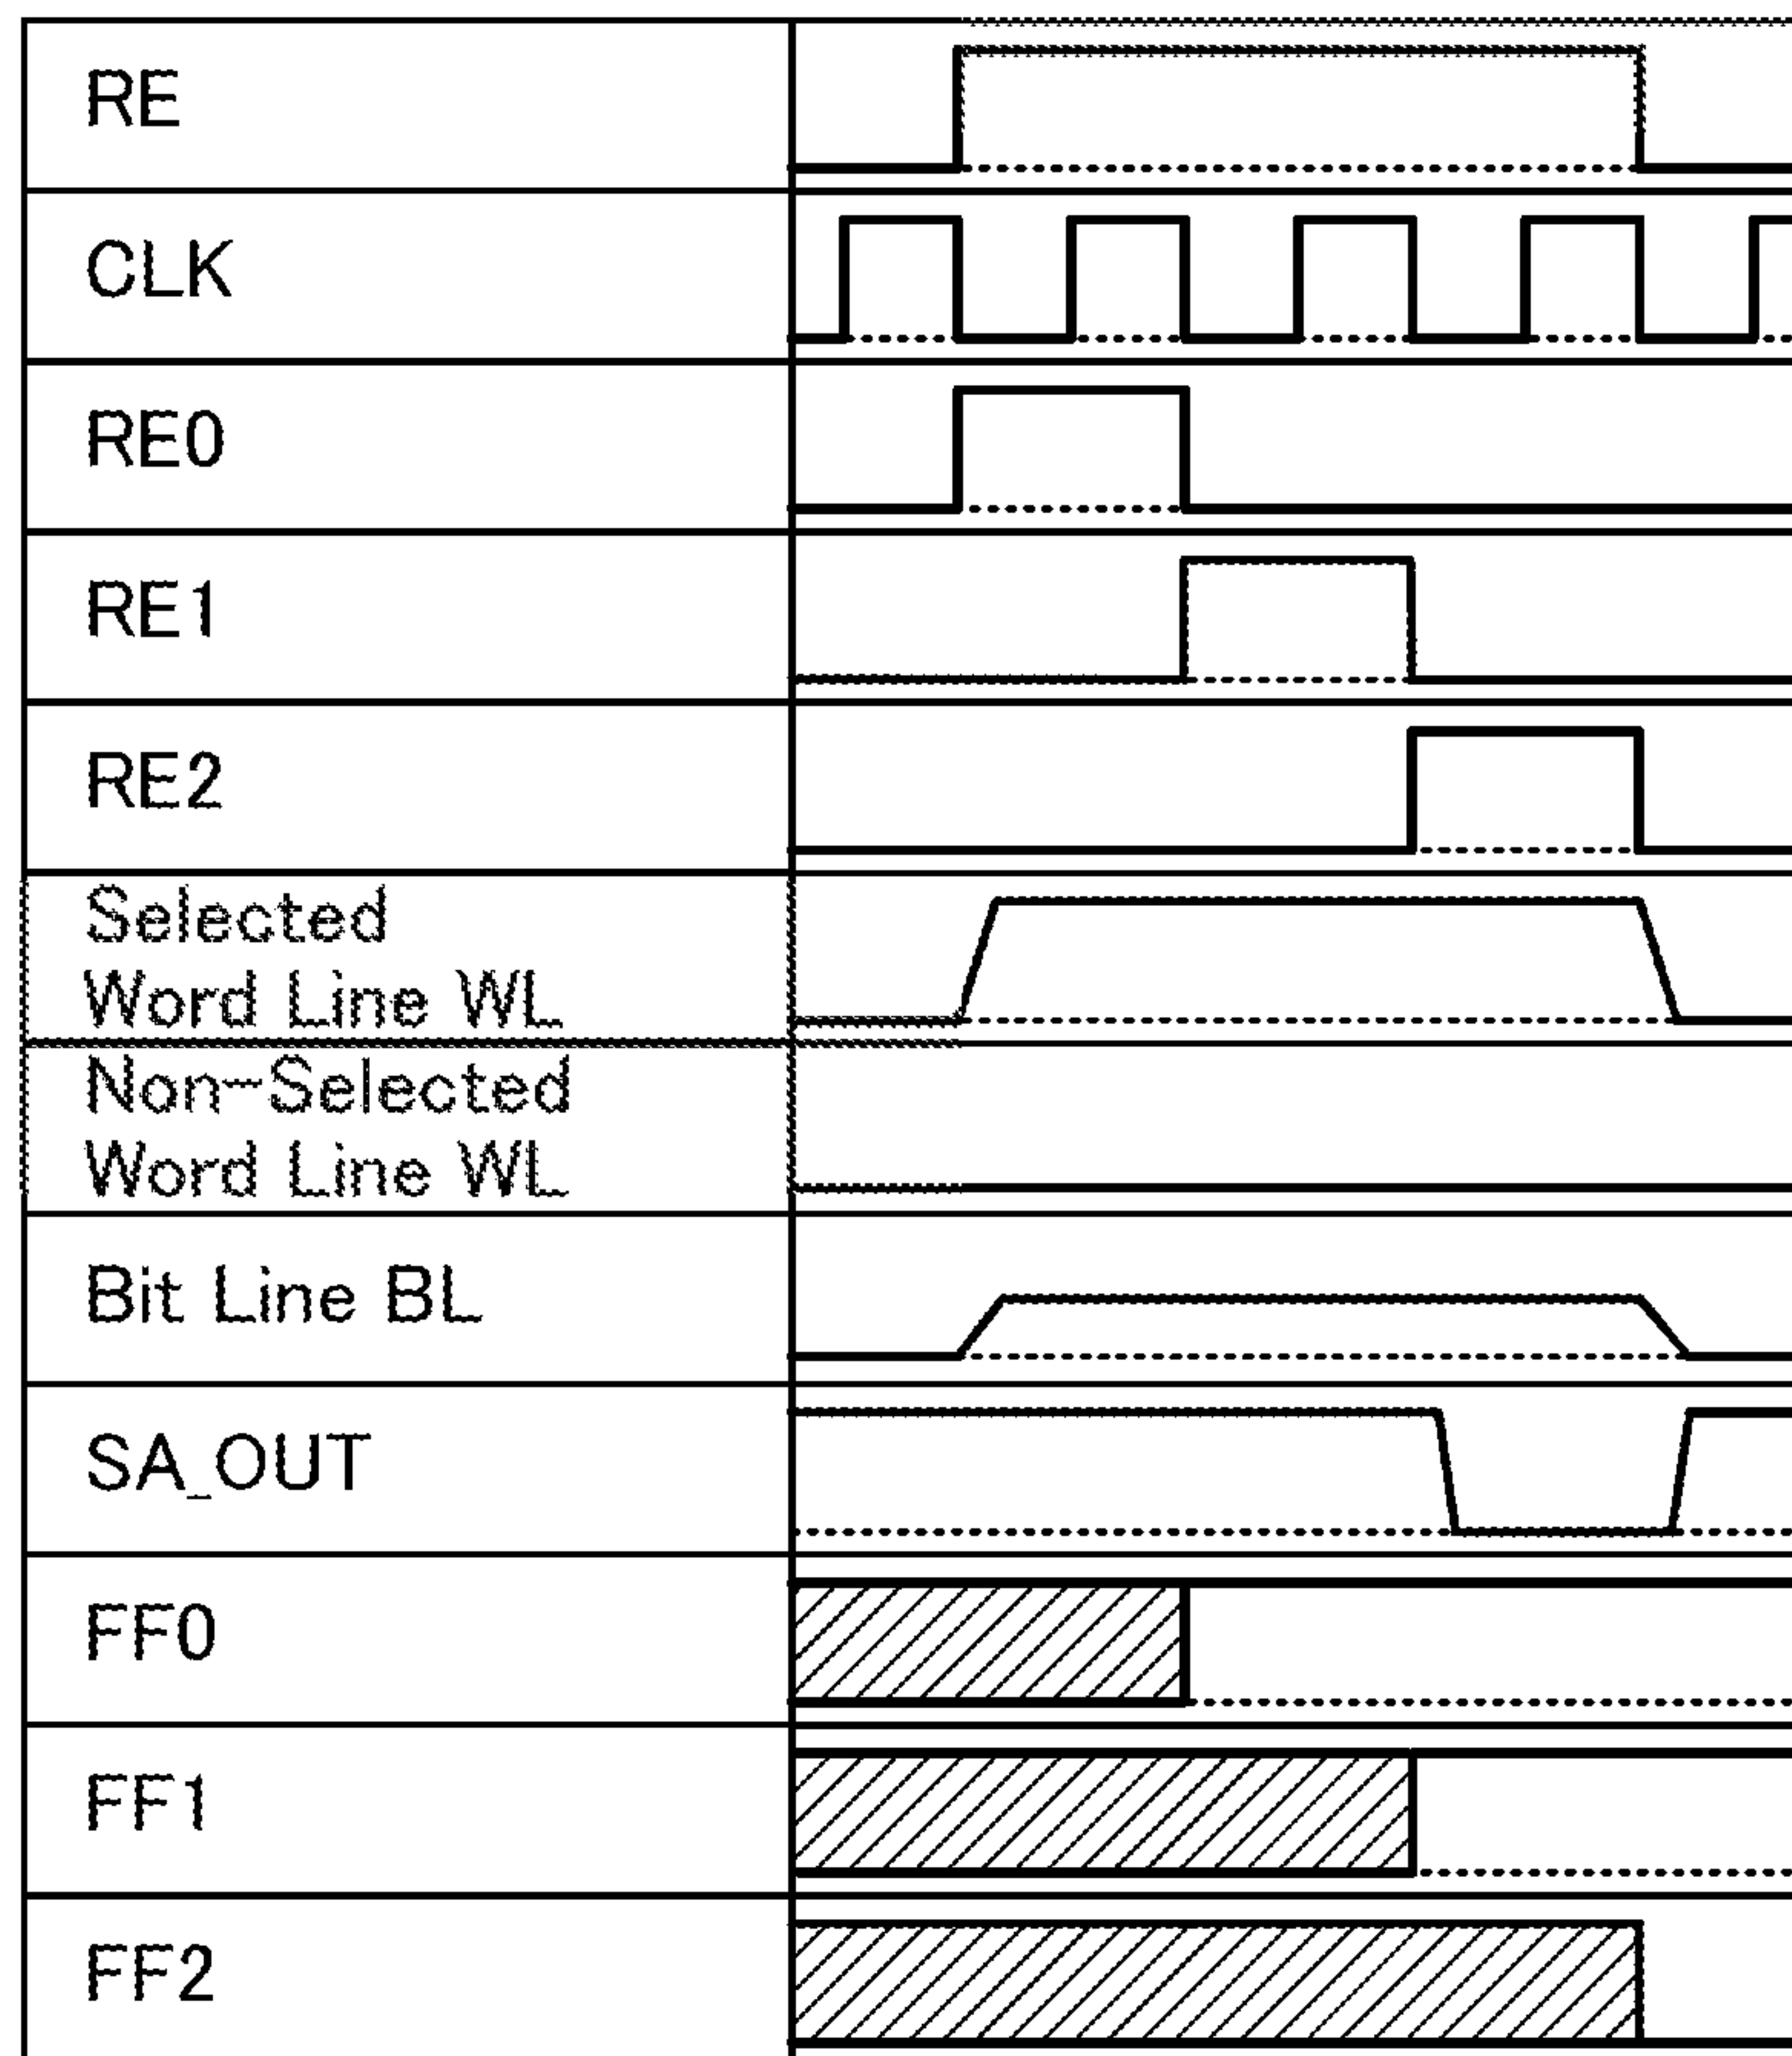 RE
CLK
RE0
RE1
RE2
Selected
Word Line WL
Non-Selected
Word Line WL
Bit Line BL
SA_OUT
FF0
FF1
FF2